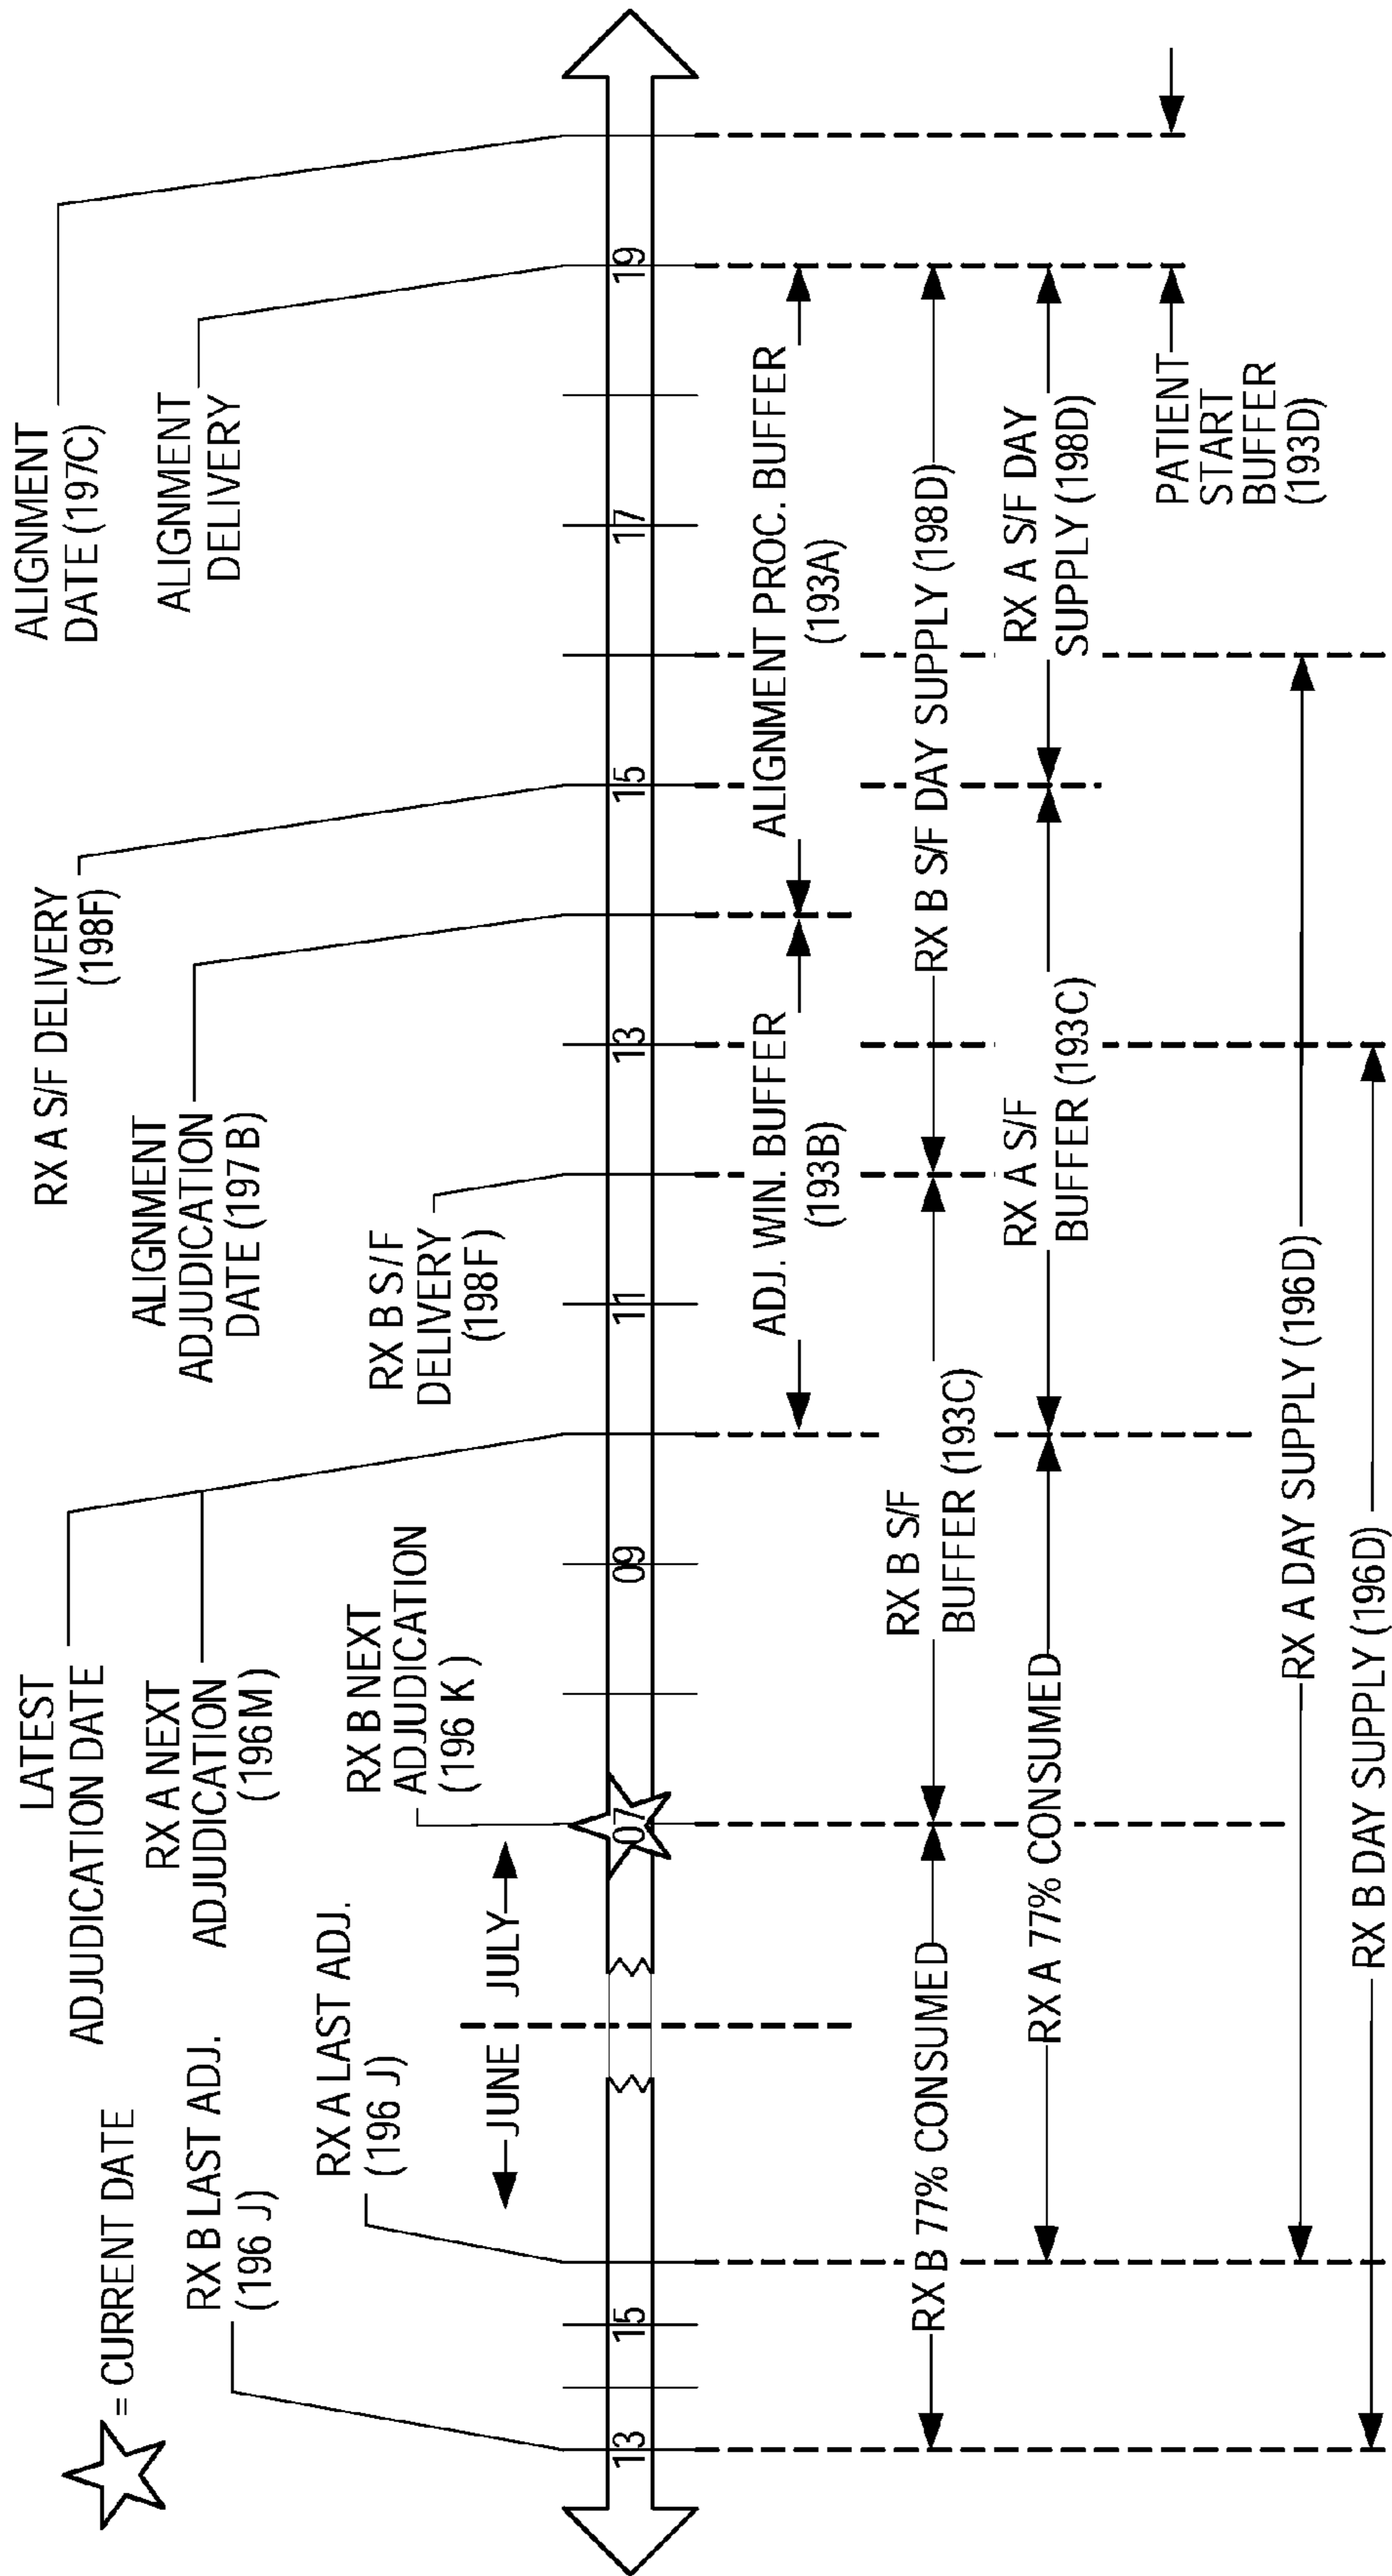 = CURRENT DATE
RX B LAST ADJ.
(196 J)
RX A LAST ADJ.
(196 J)
LATEST
ADJUDICATION DATE
RX A NEXT
ADJUDICATION
(196M)
RX B NEXT
ADJUDICATION
(196 K)
RX A S/F DELIVERY
(198F)
ALIGNMENT
ADJUDICATION
DATE (197B)
RX B S/F
DELIVERY
(198F)
ALIGNMENT
DATE (197C)
ALIGNMENT
DELIVERY
JUNE
JULY
13
15
07
09
11
13
15
17
19
ADJ. WIN. BUFFER
(193B)
ALIGNMENT PROC. BUFFER
(193A)
RX B 77% CONSUMED
RX B S/F
BUFFER (193C)
RX B S/F DAY SUPPLY (198D)
RX A 77% CONSUMED
RX A S/F
BUFFER (193C)
RX A S/F DAY
SUPPLY (198D)
PATIENT
START
BUFFER
(193D)
RX A DAY SUPPLY (196D)
RX B DAY SUPPLY (196D)